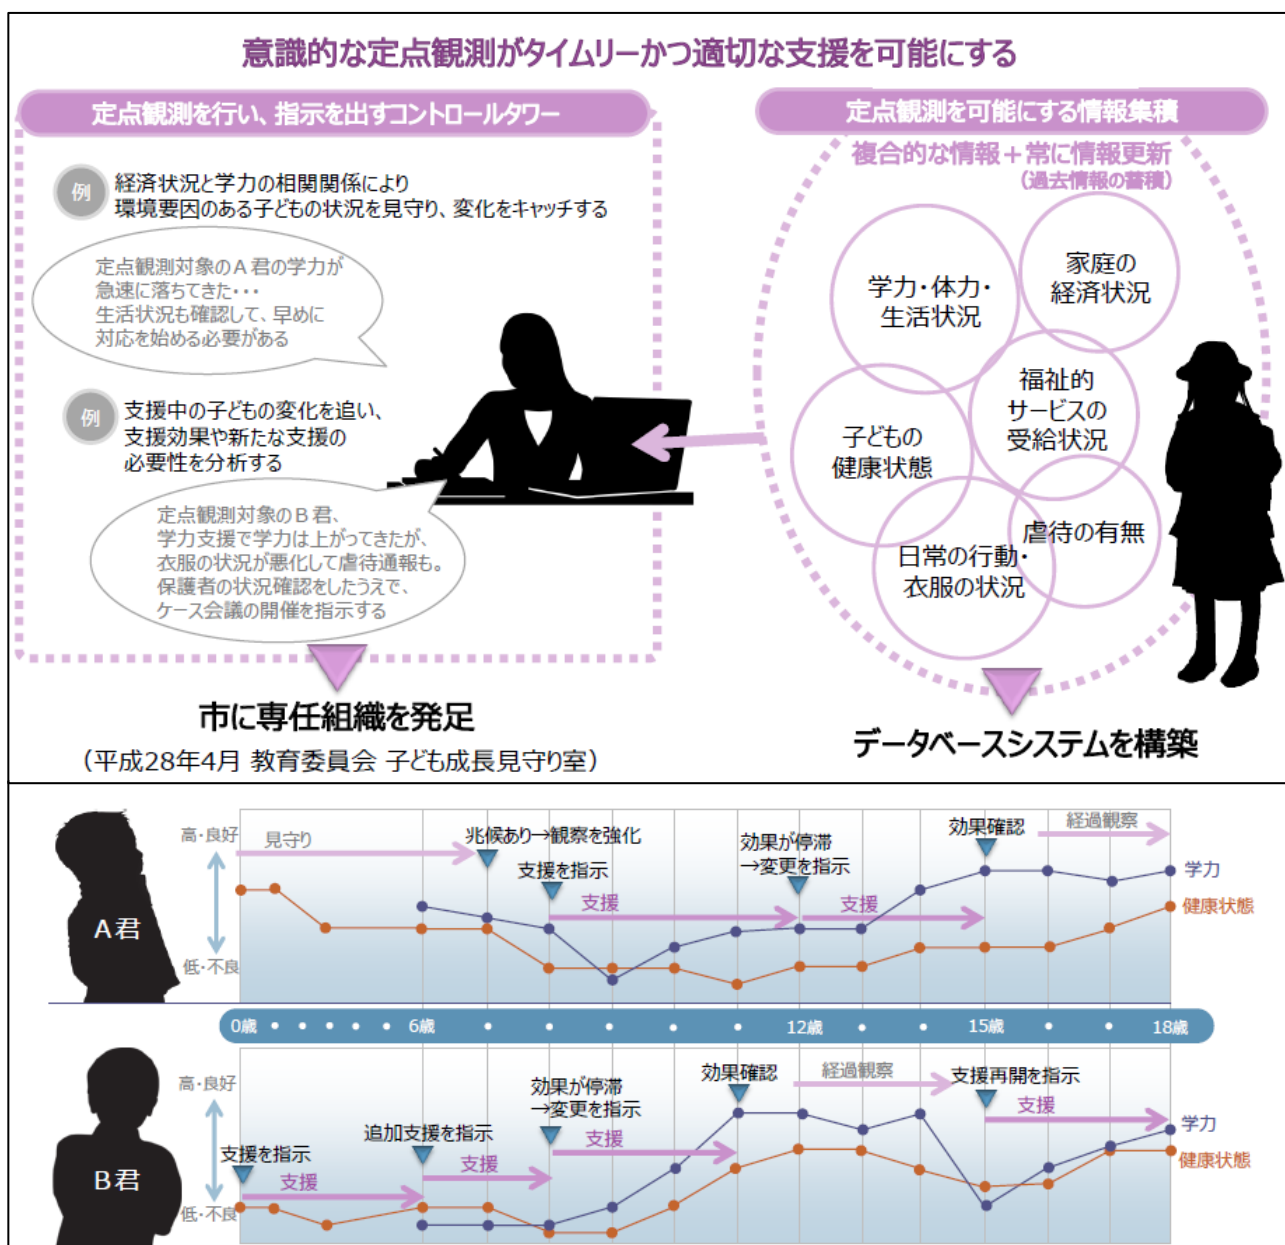 意識的な定点観測がタイムリーかつ適切な支援を可能にする
定点観測を行い、指示を出すコントロールタワー
例
経済状況と学力の相関関係により
環境要因のある子どもの状況を見守り、変化をキャッチする
定点観測対象のA君の学力が
急速に落ちてきた・・・
生活状況も確認して、早めに
対応を始める必要がある
例
支援中の子どもの変化を追い、
支援効果や新たな支援の
必要性を分析する
定点観測対象のB君、
学力支援で学力は上がってきたが、
衣服の状況が悪化して虐待通報も。
保護者の状況確認をしたうえで、
ケース会議の開催を指示する
市に専任組織を発足
（平成28年4月 教育委員会 子ども成長見守り室）
定点観測を可能にする情報集積
複合的な情報＋常に情報更新
（過去情報の蓄積）
学力・体力・
生活状況
家庭の
経済状況
福祉的
サービスの
受給状況
子どもの
健康状態
虐待の有無
日常の行動・
衣服の状況
データベースシステムを構築
A君
高・良好
低・不良
見守り
兆候あり→観察を強化
支援を指示
支援
効果が停滞
→変更を指示
支援
効果確認
経過観察
学力
健康状態
0歳
6歳
12歳
15歳
18歳
B君
高・良好
低・不良
支援を指示
支援
追加支援を指示
支援
効果が停滞
→変更を指示
支援
効果確認
経過観察
支援再開を指示
支援
学力
健康状態